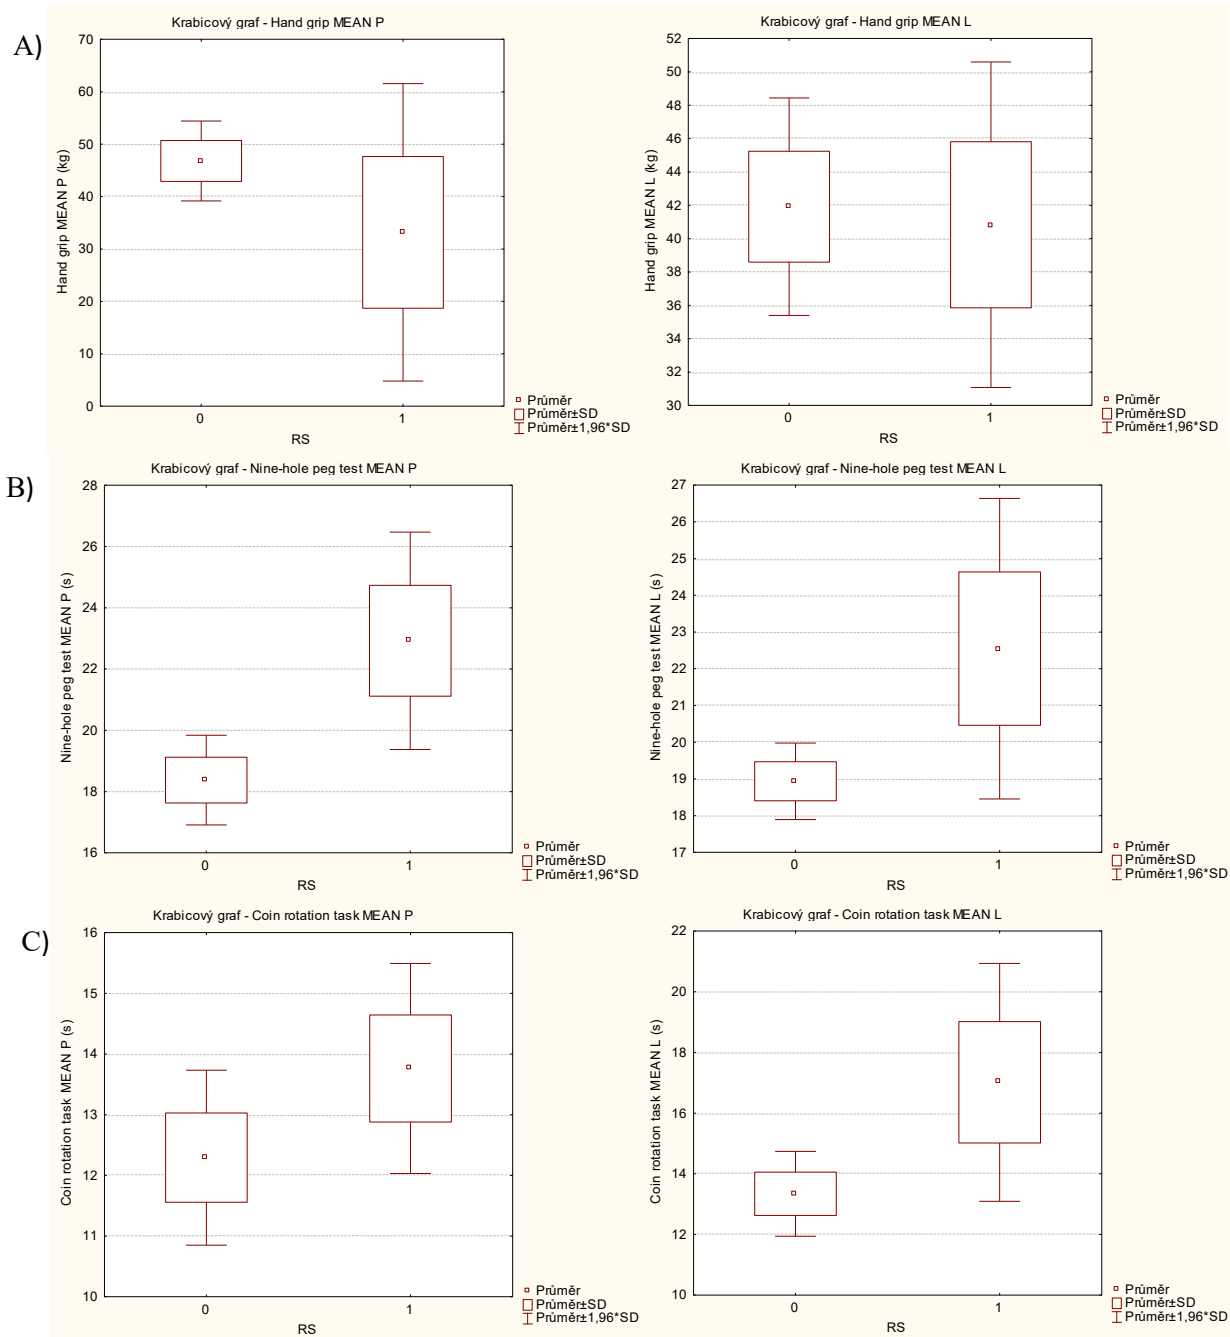 A)
Krabicový graf - Hand grip MEAN P
Hand grip MEAN P (kg)
70
60
50
40
30
20
10
0
0
1
RS
Průměr
Průměr±SD
Průměr±1,96*SD
Krabicový graf - Hand grip MEAN L
Hand grip MEAN L (kg)
52
50
48
46
44
42
40
38
36
34
32
30
0
1
RS
Průměr
Průměr±SD
Průměr±1,96*SD
B)
Krabicový graf - Nine-hole peg test MEAN P
Nine-hole peg test MEAN P (s)
28
26
24
22
20
18
16
0
1
RS
Průměr
Průměr±SD
Průměr±1,96*SD
Krabicový graf - Nine-hole peg test MEAN L
Nine-hole peg test MEAN L (s)
27
26
25
24
23
22
21
20
19
18
17
0
1
RS
Průměr
Průměr±SD
Průměr±1,96*SD
C)
Krabicový graf - Coin rotation task MEAN P
Coin rotation task MEAN P (s)
16
15
14
13
12
11
10
0
1
RS
Průměr
Průměr±SD
Průměr±1,96*SD
Krabicový graf - Coin rotation task MEAN L
Coin rotation task MEAN L (s)
22
20
18
16
14
12
10
0
1
RS
Průměr
Průměr±SD
Průměr±1,96*SD